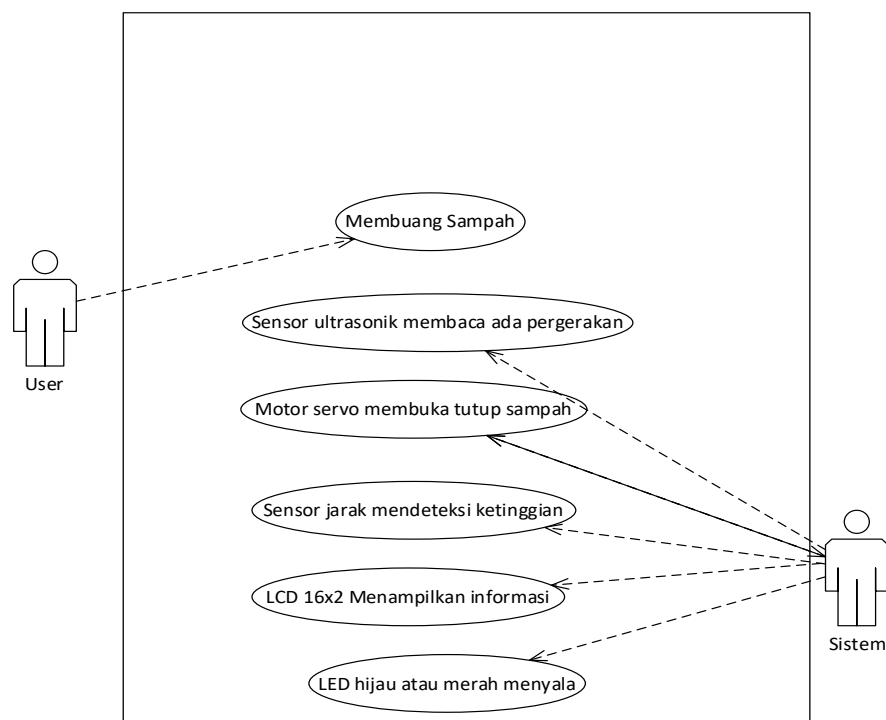 Membuang Sampah
Sensor ultrasonik membaca ada pergerakan
User
Motor servo membuka tutup sampah
Sensor jarak mendeteksi ketinggian
LCD 16x2 Menampilkan informasi
Sistem
LED hijau atau merah menyala